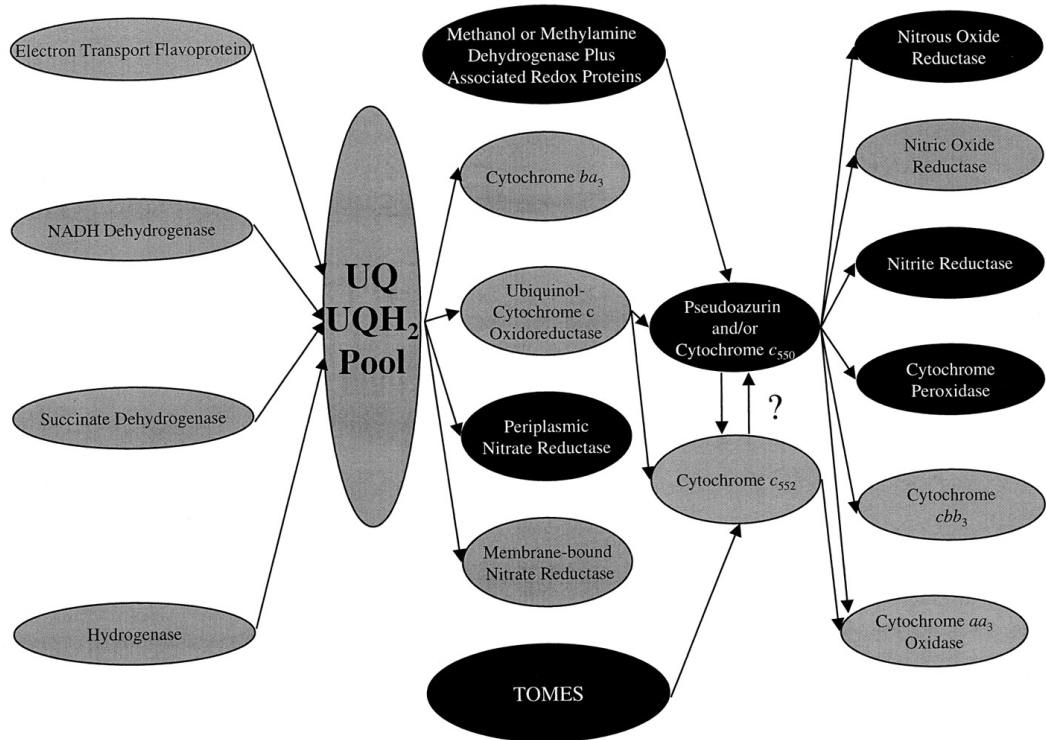 Electron Transport Flavoprotein
NADH Dehydrogenase
Succinate Dehydrogenase
Hydrogenase
UQ
UQH₂
Pool
Methanol or Methylamine
Dehydrogenase Plus
Associated Redox Proteins
Cytochrome ba₃
Ubiquinol-
Cytochrome c
Oxidoreductase
Periplasmic
Nitrate Reductase
Membrane-bound
Nitrate Reductase
TOMES
Pseudoazurin
and/or
Cytochrome c₅₅₀
?
Cytochrome c₅₅₂
Nitrous Oxide
Reductase
Nitric Oxide
Reductase
Nitrite Reductase
Cytochrome
Peroxidase
Cytochrome
cbb₃
Cytochrome aa₃
Oxidase